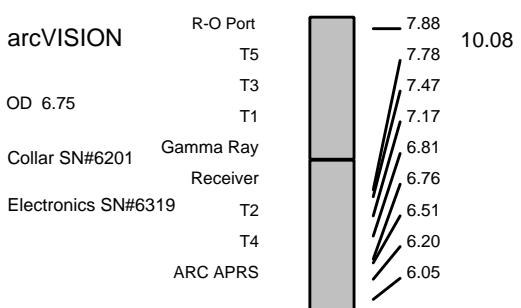 R-O Port 7.88
arcVISION 10.08
T5 7.78
T3 7.47
OD 6.75
T1 7.17
Gamma Ray 6.81
Collar SN#6201
Receiver 6.76
Electronics SN#6319
T2 6.51
T4 6.20
ARC APRS 6.05